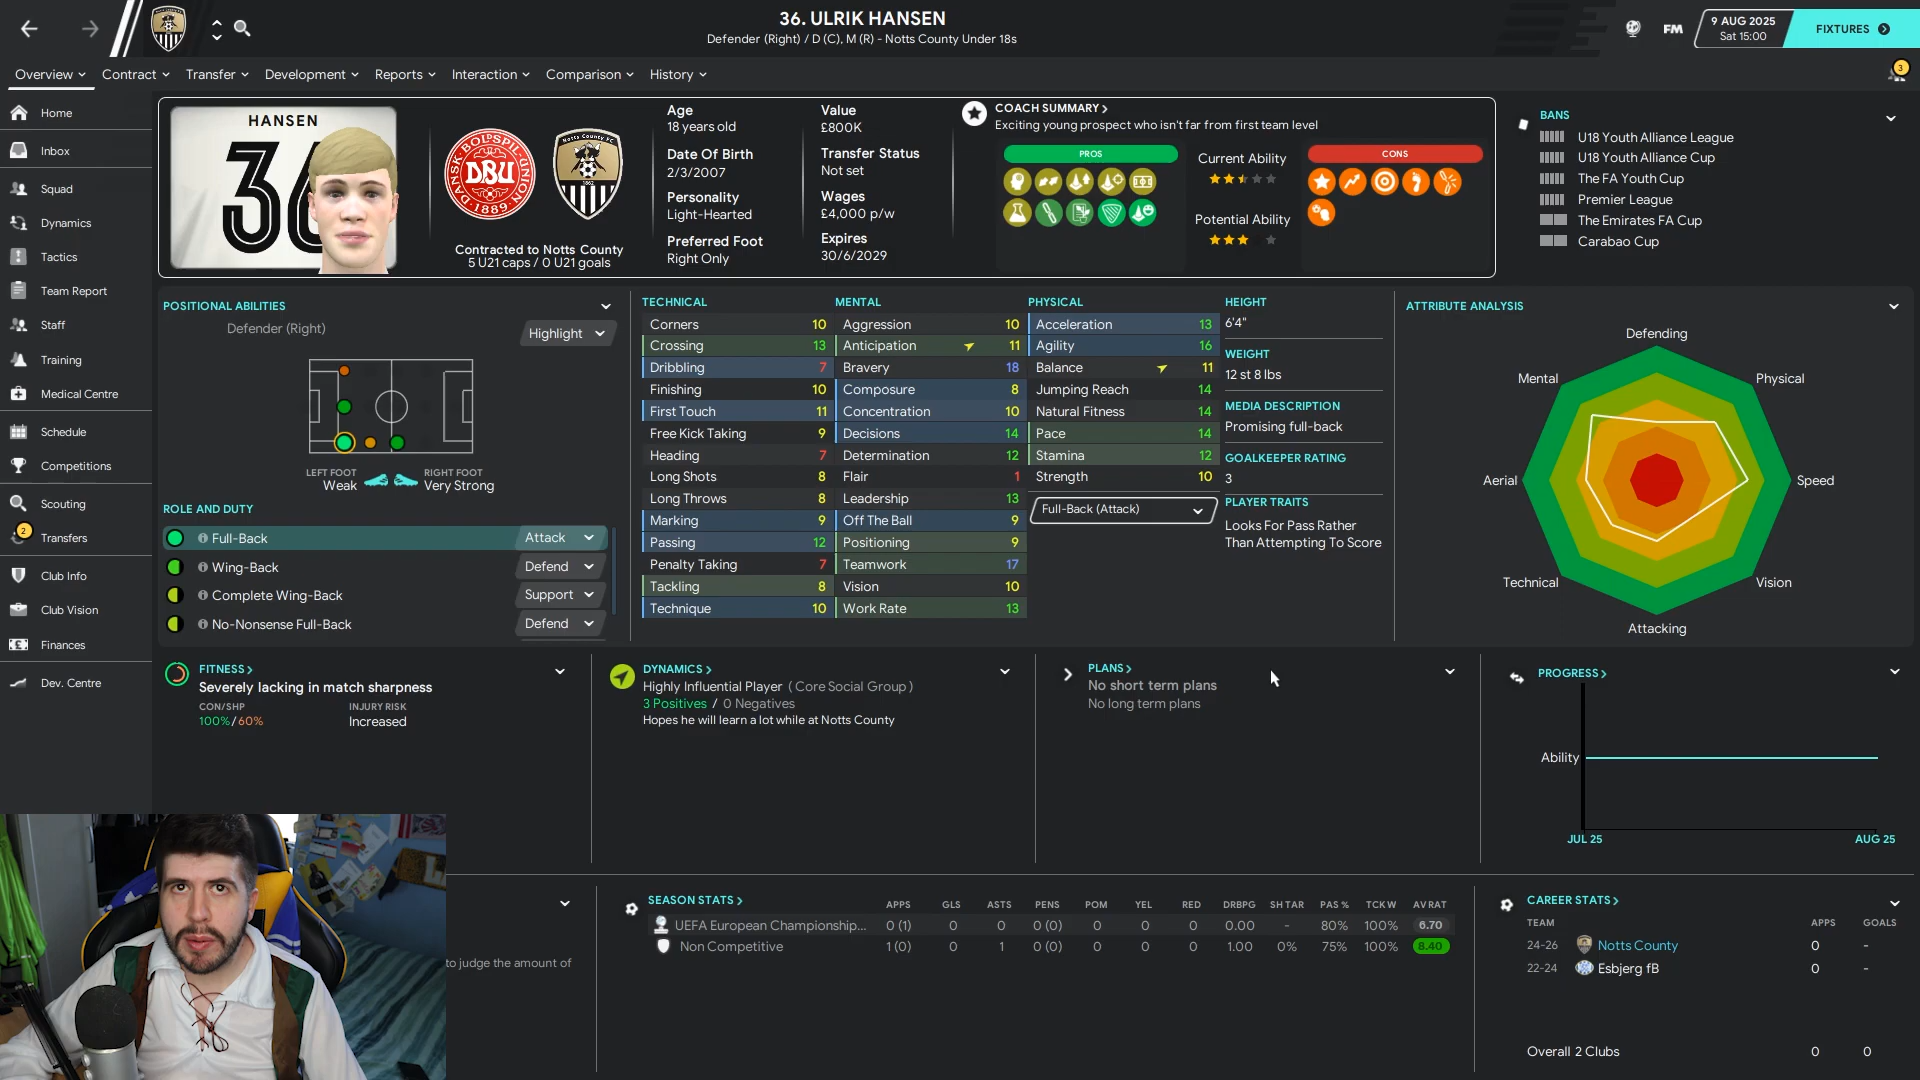 36. ULRIK HANSEN
Defender (Right) / D (C), M (R) - Notts County Under 18s
FM
9 AUG 2025
Sat 15:00
FIXTURES
Overview
Contract
Transfer
Development
Reports
Interaction
Comparison
History
3
Home
Inbox
Squad
Dynamics
Tactics
Team Report
Staff
Training
Medical Centre
Schedule
Competitions
Scouting
2
Transfers
Club Info
Club Vision
Finances
Dev. Centre
HANSEN
36
DANSK BOLDSPIL-UNION
DBU
1889
Contracted to Notts County
5 U21 caps / 0 U21 goals
Age
18 years old
Date Of Birth
2/3/2007
Personality
Light-Hearted
Preferred Foot
Right Only
Value
£800K
Transfer Status
Not set
Wages
£4,000 p/w
Expires
30/6/2029
COACH SUMMARY
Exciting young prospect who isn't far from first team level
PROS
Current Ability
Potential Ability
CONS
BANS
U18 Youth Alliance League
U18 Youth Alliance Cup
The FA Youth Cup
Premier League
The Emirates FA Cup
Carabao Cup
POSITIONAL ABILITIES
Defender (Right)
Highlight
LEFT FOOT
Weak
RIGHT FOOT
Very Strong
ROLE AND DUTY
Full-Back Attack
Wing-Back Defend
Complete Wing-Back Support
No-Nonsense Full-Back Defend
TECHNICAL
Corners 10
Crossing 13
Dribbling 7
Finishing 10
First Touch 11
Free Kick Taking 9
Heading 7
Long Shots 8
Long Throws 8
Marking 9
Passing 12
Penalty Taking 7
Tackling 8
Technique 10
MENTAL
Aggression 10
Anticipation 11
Bravery 18
Composure 8
Concentration 10
Decisions 14
Determination 12
Flair 1
Leadership 13
Off The Ball 9
Positioning 9
Teamwork 17
Vision 10
Work Rate 13
PHYSICAL
Acceleration 13
Agility 16
Balance 11
Jumping Reach 14
Natural Fitness 14
Pace 14
Stamina 12
Strength 10
Full-Back (Attack)
HEIGHT
6'4"
WEIGHT
12 st 8 lbs
MEDIA DESCRIPTION
Promising full-back
GOALKEEPER RATING
3
PLAYER TRAITS
Looks For Pass Rather
Than Attempting To Score
ATTRIBUTE ANALYSIS
Defending
Physical
Speed
Vision
Attacking
Technical
Aerial
Mental
FITNESS
Severely lacking in match sharpness
CON/SHP
100%/60%
INJURY RISK
Increased
DYNAMICS
Highly Influential Player ( Core Social Group )
3 Positives / 0 Negatives
Hopes he will learn a lot while at Notts County
PLANS
No short term plans
No long term plans
PROGRESS
Ability
JUL 25
AUG 25
to judge the amount of
SEASON STATS APPS GLS ASTS PENS POM YEL RED DRBPG SH TAR PAS % TCK W AV RAT
UEFA European Championship... 0 (1) 0 0 0 (0) 0 0 0 0.00 - 80% 100% 6.70
Non Competitive 1 (0) 0 1 0 (0) 0 0 0 1.00 0% 75% 100% 8.40
CAREER STATS
TEAM APPS GOALS
24-26 Notts County 0 -
22-24 Esbjerg fB 0 -
Overall 2 Clubs 0 0